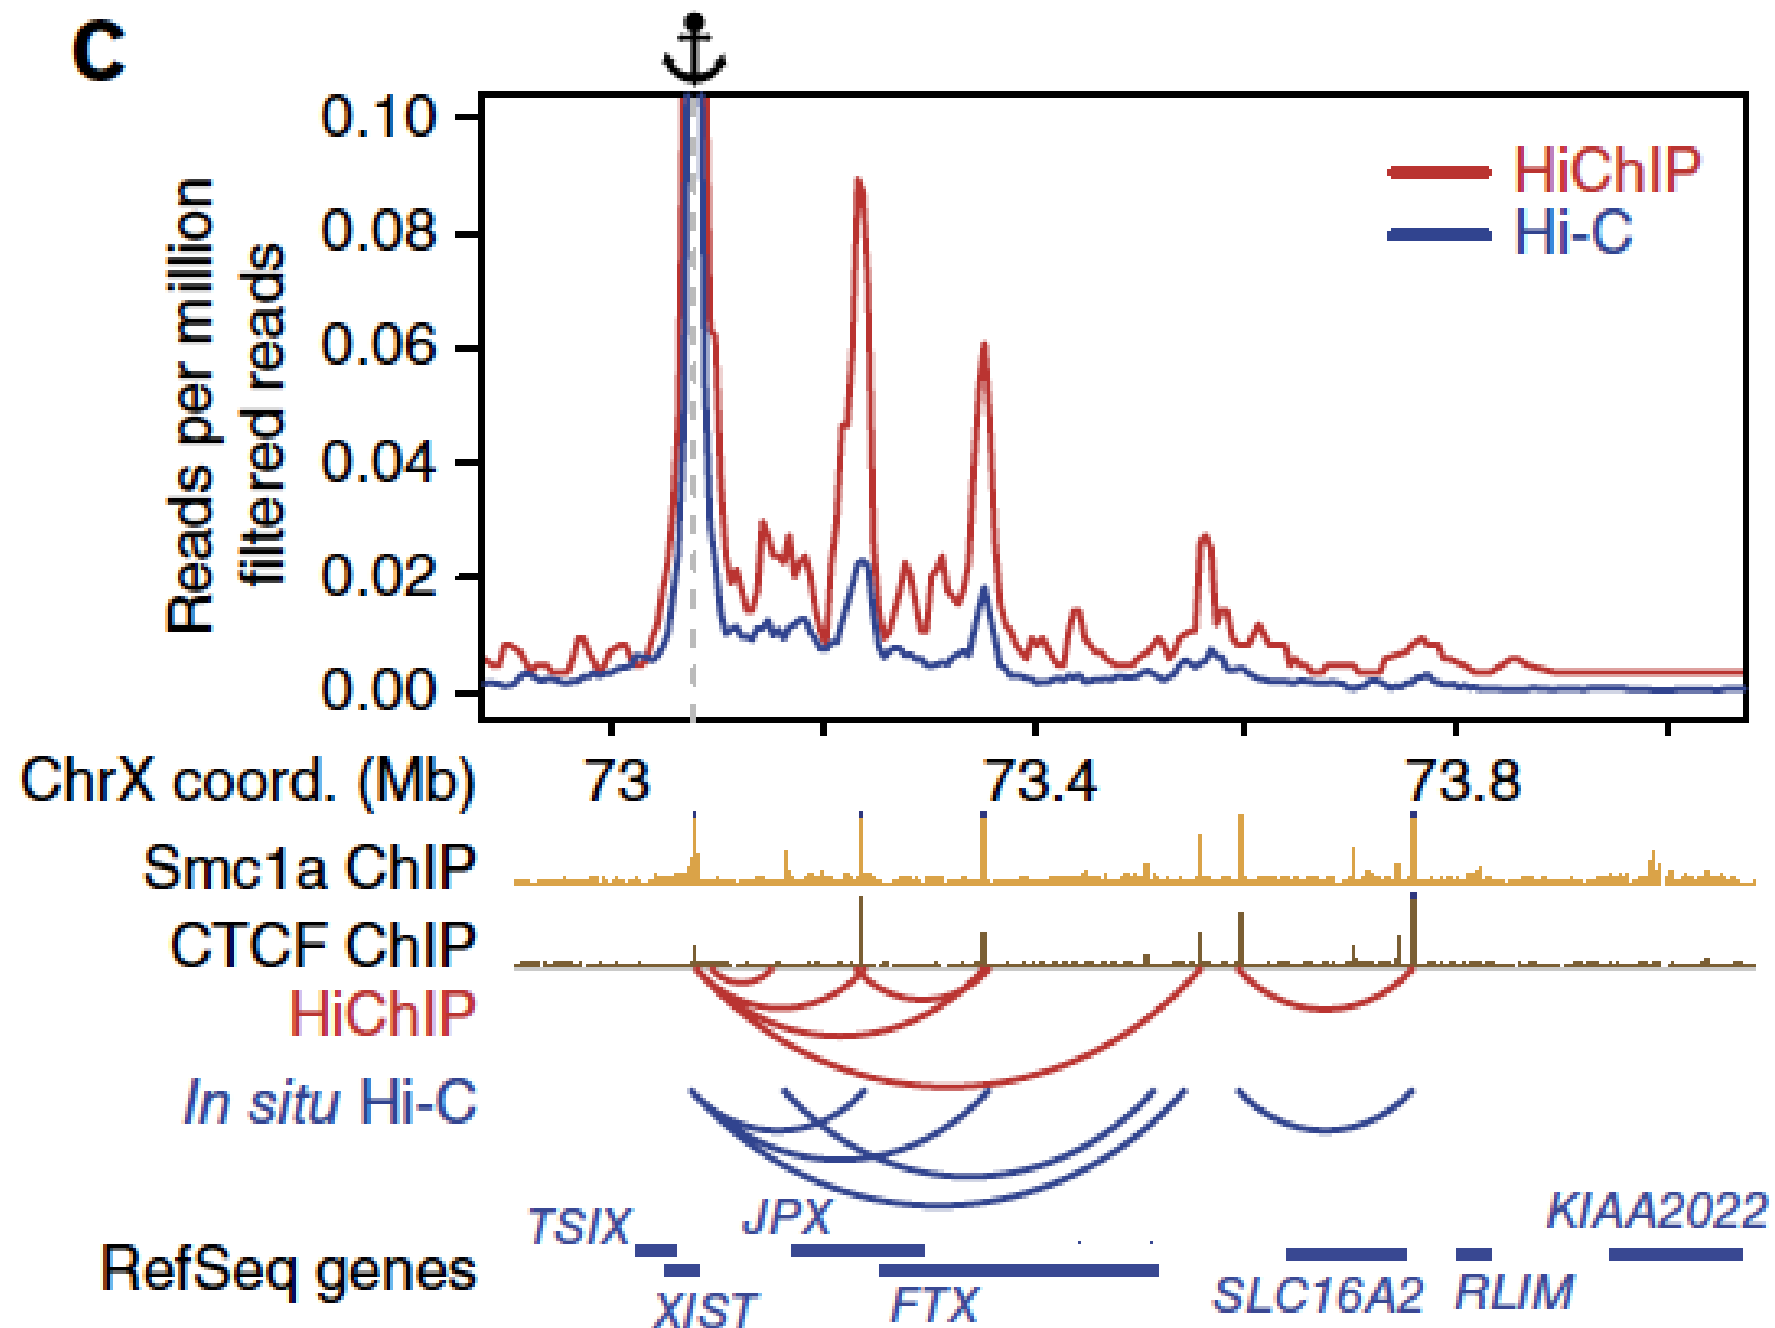 C
0.10
0.08
0.06
0.04
0.02
0.00
Reads per million
filtered reads
HiChIP
Hi-C
ChrX coord. (Mb)
73
73.4
73.8
Smc1a ChIP
CTCF ChIP
HiChIP
In situ Hi-C
TSIX
JPX
KIAA2022
RefSeq genes
XIST
FTX
SLC16A2
RLIM